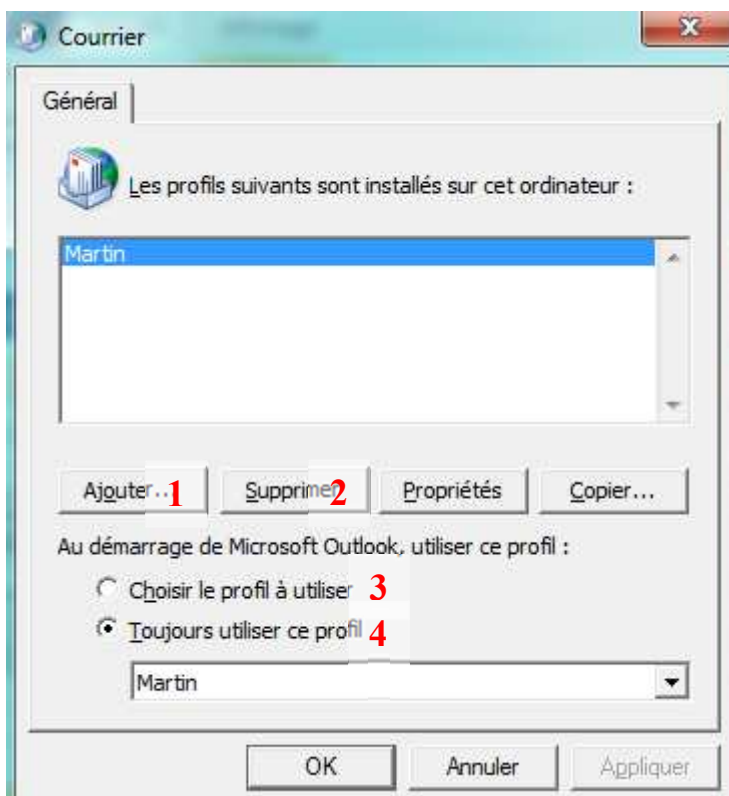 Courrier
Général
Les profils suivants sont installés sur cet ordinateur :
Martin
Ajouter... 1 Supprimer 2 Propriétés Copier...
Au démarrage de Microsoft Outlook, utiliser ce profil :
Choisir le profil à utiliser 3
Toujours utiliser ce profil 4
Martin
OK Annuler Appliquer